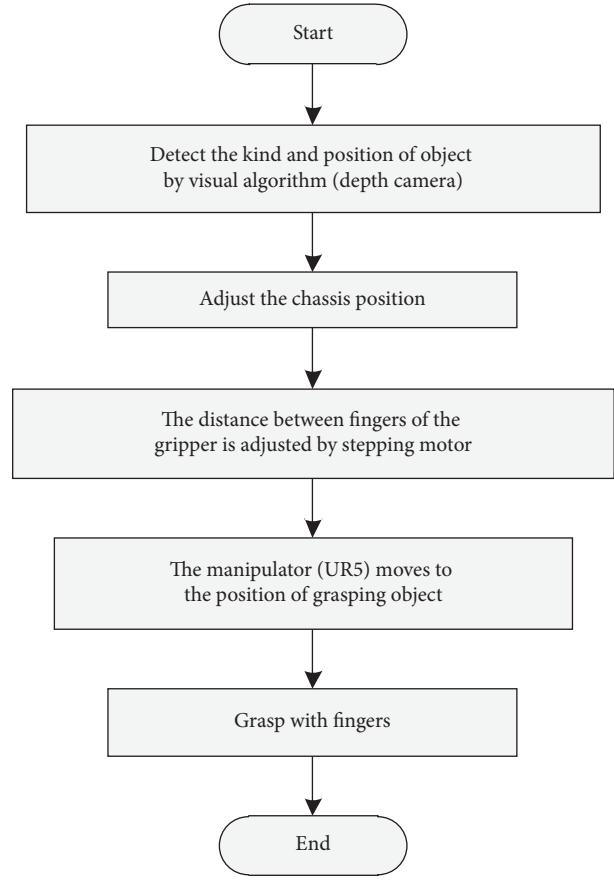 Start
Detect the kind and position of object
by visual algorithm (depth camera)
Adjust the chassis position
The distance between fingers of the
gripper is adjusted by stepping motor
The manipulator (UR5) moves to
the position of grasping object
Grasp with fingers
End